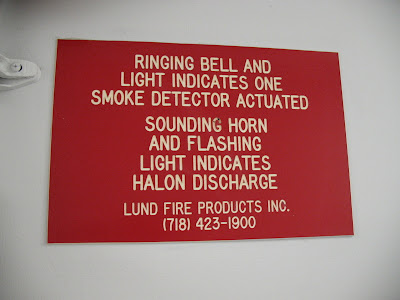 RINGING BELL AND
LIGHT INDICATES ONE
SMOKE DETECTOR ACTUATED
SOUNDING HORN
AND FLASHING
LIGHT INDICATES
HALON DISCHARGE
LUND FIRE PRODUCTS INC.
(718) 423-1900